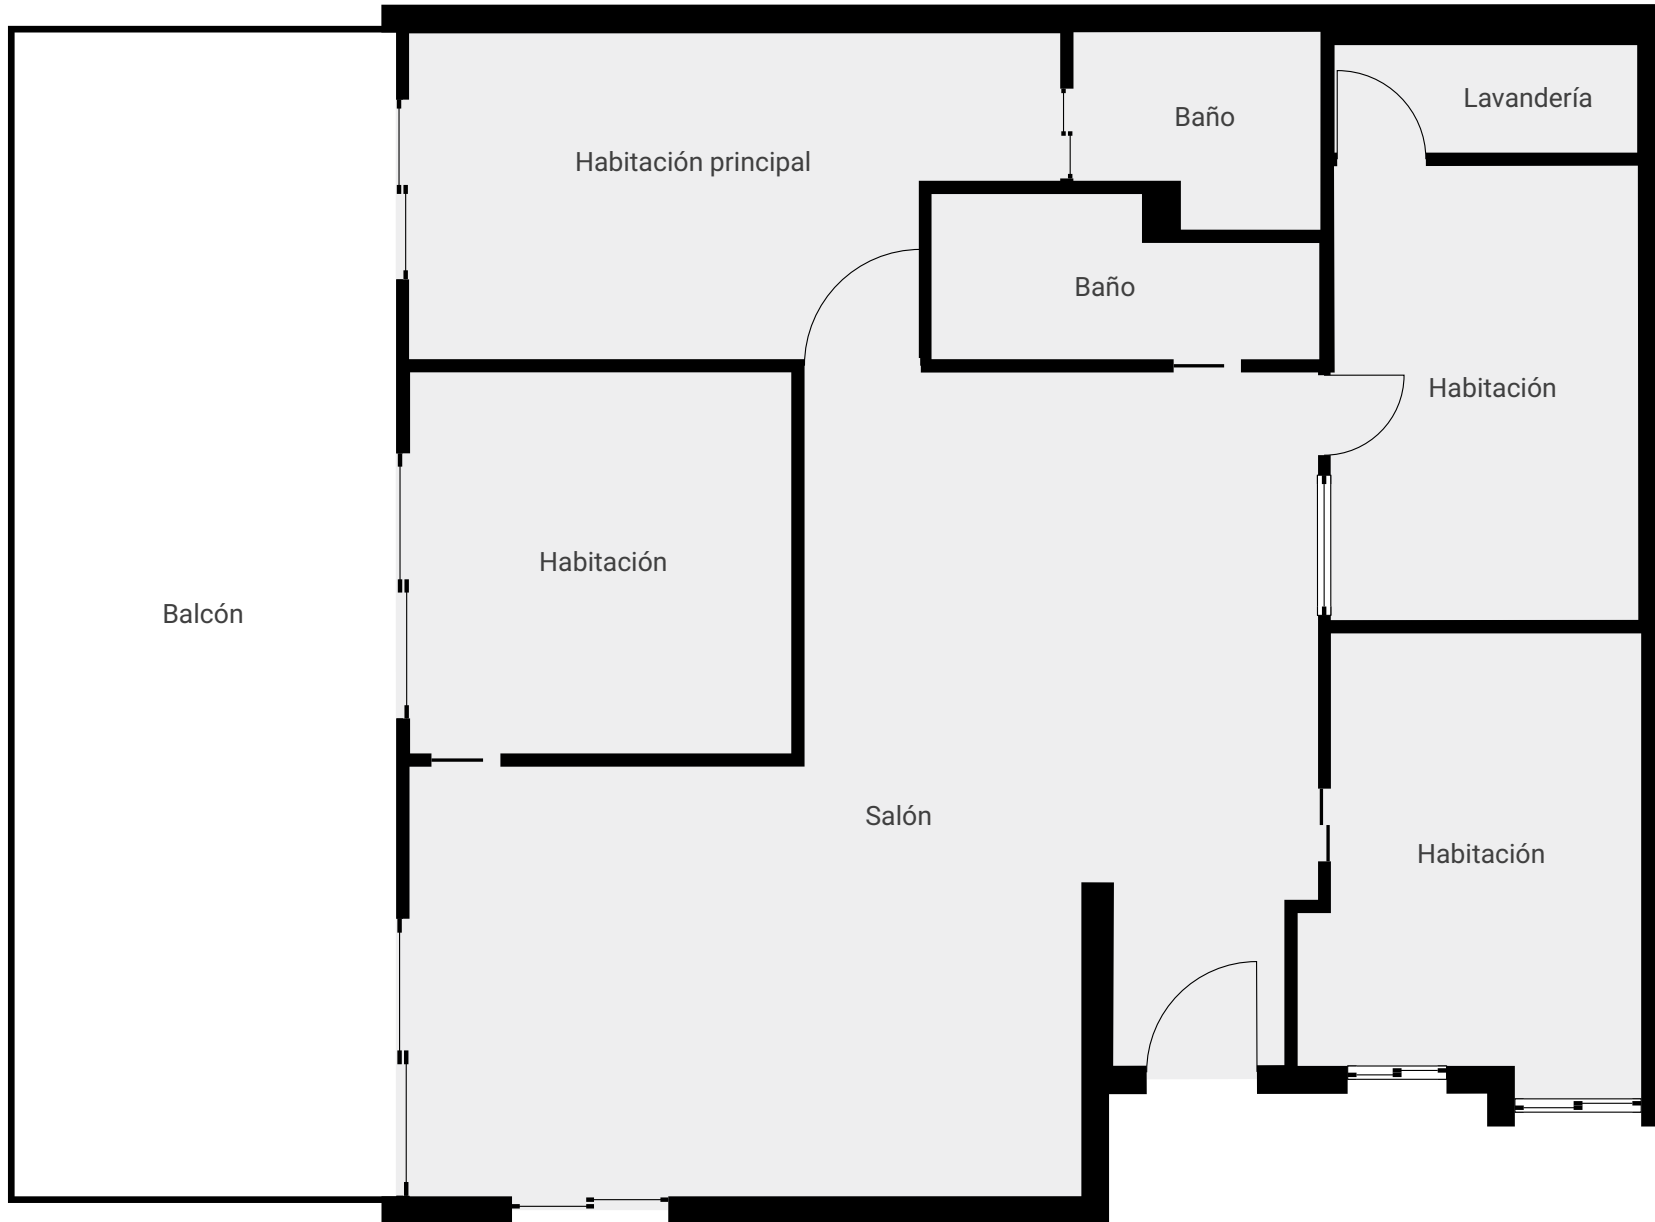 Lavandería
Baño
Habitación principal
Baño
Habitación
Habitación
Balcón
Salón
Habitación